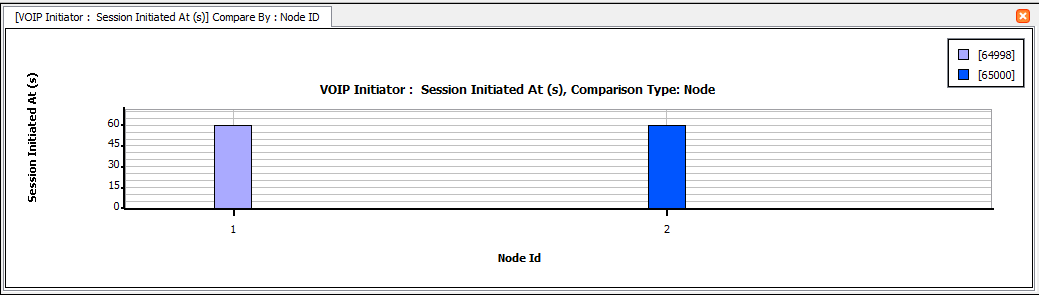 [VOIP Initiator :  Session Initiated At (s)] Compare By : Node ID
[64998]
[65000]
VOIP Initiator :  Session Initiated At (s), Comparison Type: Node
Session Initiated At (s)
60
45
30
15
0
1
2
Node Id